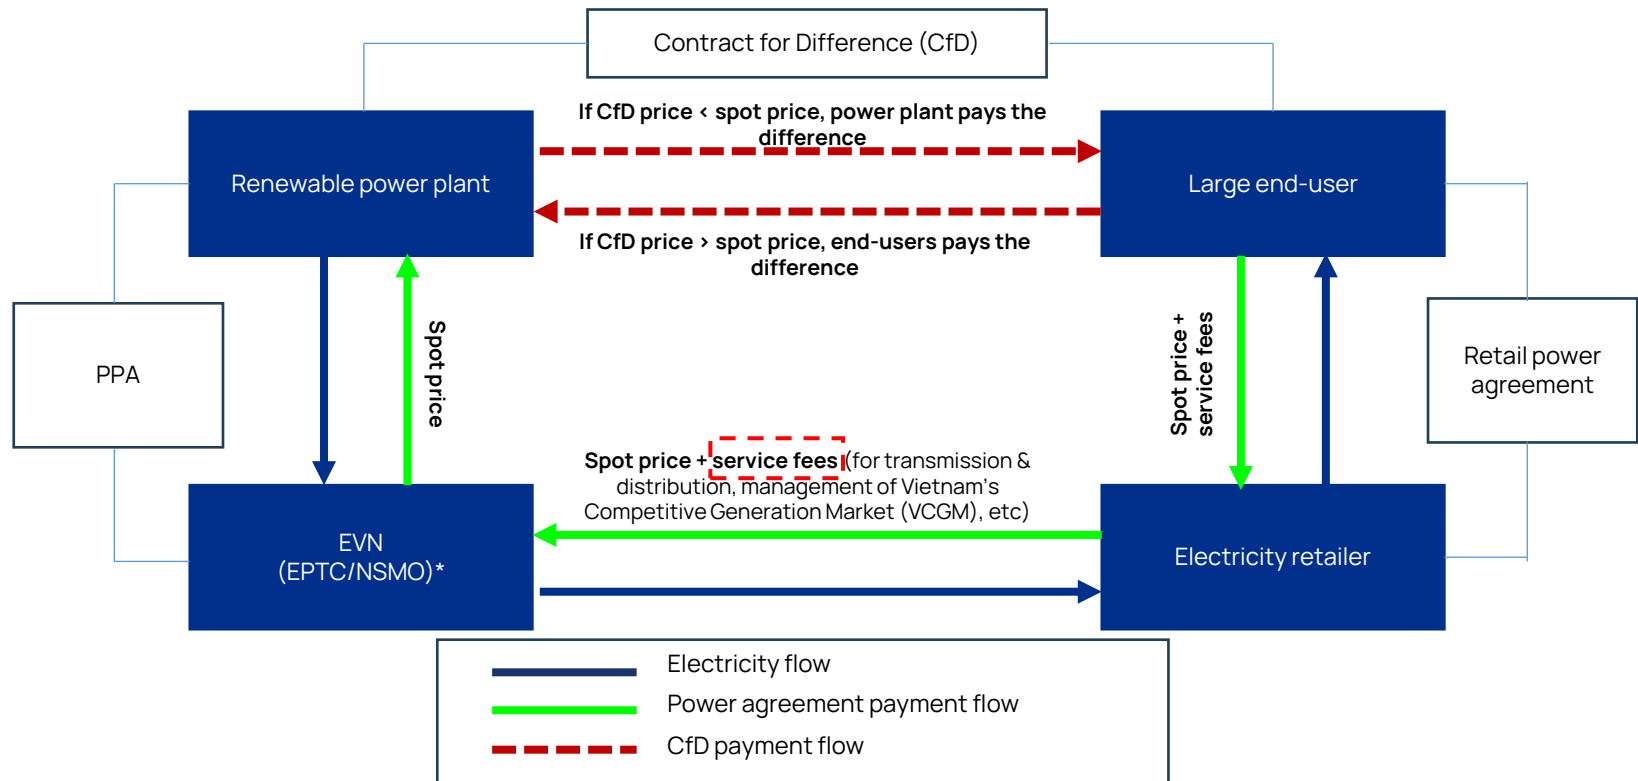 Contract for Difference (CfD)
If CfD price < spot price, power plant pays the
difference
Renewable power plant
Large end-user
If CfD price > spot price, end-users pays the
difference
PPA
Spot price
Spot price +
service fees
Retail power
agreement
Spot price + service fees (for transmission &
distribution, management of Vietnam's
Competitive Generation Market (VCGM), etc)
EVN
(EPTC/NSMO)*
Electricity retailer
Electricity flow
Power agreement payment flow
CfD payment flow